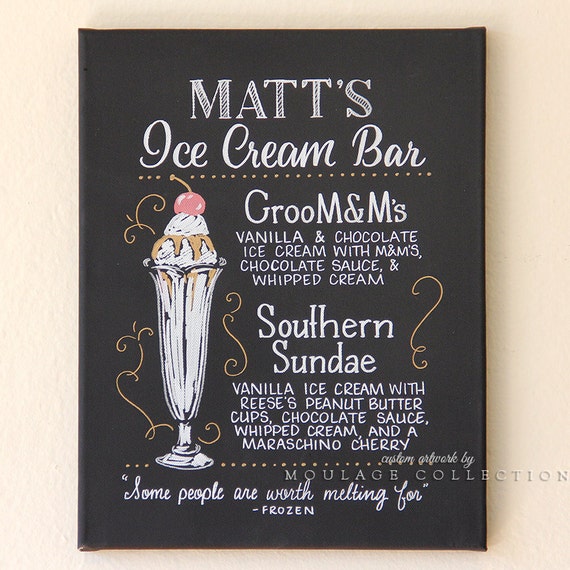 MATT'S
Ice Cream Bar
GrooM&M's
VANILLA & CHOCOLATE
ICE CREAM WITH M&M'S,
CHOCOLATE SAUCE, &
WHIPPED CREAM
Southern
Sundae
VANILLA ICE CREAM WITH
REESE'S PEANUT BUTTER
CUPS, CHOCOLATE SAUCE,
WHIPPED CREAM, AND A
MARASCHINO CHERRY
custom artwork by
MOULAGE COLLECTION
"Some people are worth melting for"
-FROZEN